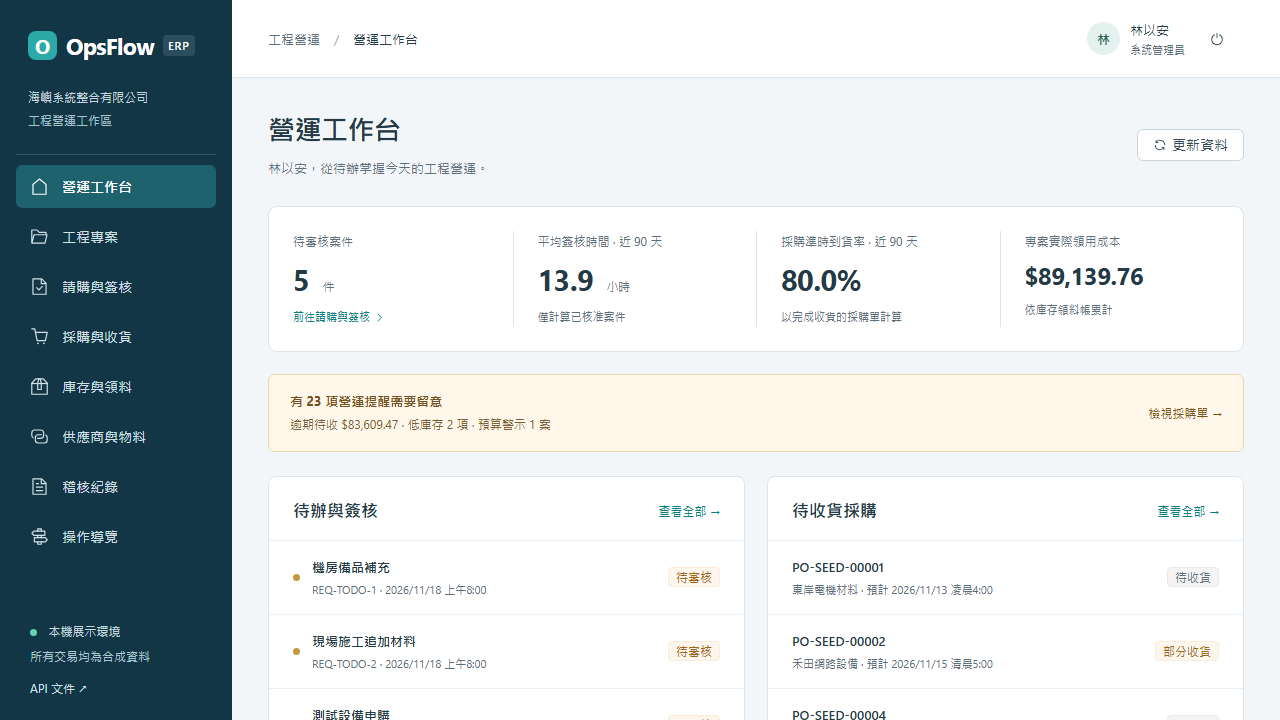 O OpsFlow ERP
海嶼系統整合有限公司
工程營運工作區
營運工作台
工程專案
請購與簽核
採購與收貨
庫存與領料
供應商與物料
稽核紀錄
操作導覽
本機展示環境
所有交易均為合成資料
API 文件 ↗
工程營運 / 營運工作台
林
林以安
系統管理員
營運工作台
林以安，從待辦掌握今天的工程營運。
更新資料
待審核案件
5 件
前往請購與簽核
平均簽核時間 · 近 90 天
13.9 小時
僅計算已核准案件
採購準時到貨率 · 近 90 天
80.0%
以完成收貨的採購單計算
專案實際領用成本
$89,139.76
依庫存領料帳累計
有 23 項營運提醒需要留意
逾期待收 $83,609.47 · 低庫存 2 項 · 預算警示 1 案
檢視採購單 →
待辦與簽核
查看全部 →
機房備品補充
REQ-TODO-1 · 2026/11/18 上午8:00
待審核
現場施工追加材料
REQ-TODO-2 · 2026/11/18 上午8:00
待審核
測試設備申購
待收貨採購
查看全部 →
PO-SEED-00001
東岸電機材料 · 預計 2026/11/13 凌晨4:00
待收貨
PO-SEED-00002
禾田網路設備 · 預計 2026/11/15 清晨5:00
部分收貨
PO-SEED-00004